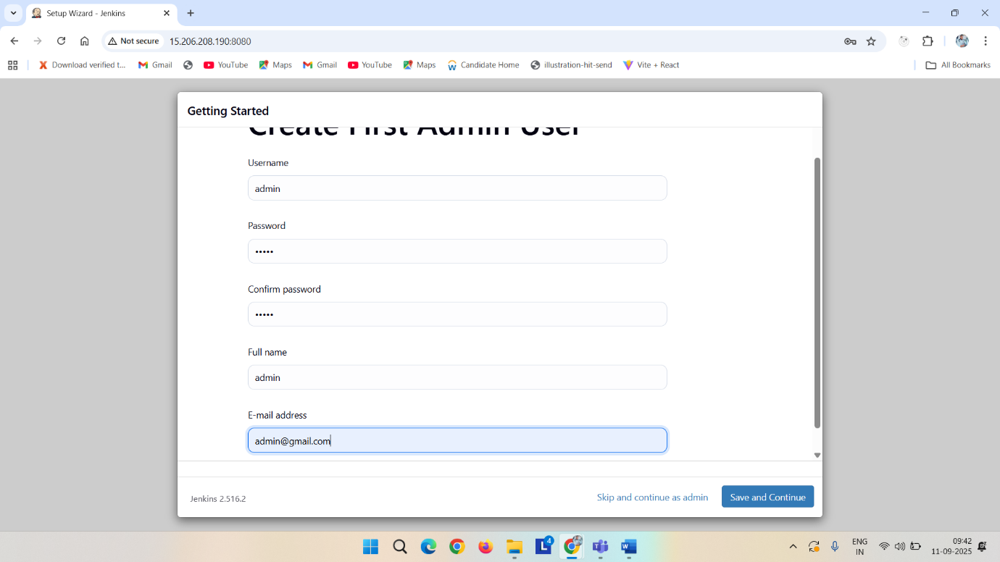 Setup Wizard - Jenkins
Not secure 15.206.208.190:8080
Download verified t... Gmail YouTube Maps Gmail YouTube Maps Candidate Home illustration-hit-send Vite + React All Bookmarks
Getting Started
Create First Admin User
Username
admin
Password
•••••
Confirm password
•••••
Full name
admin
E-mail address
admin@gmail.com
Jenkins 2.516.2 Skip and continue as admin Save and Continue
L 4 ENG 09:42
IN 11-09-2025